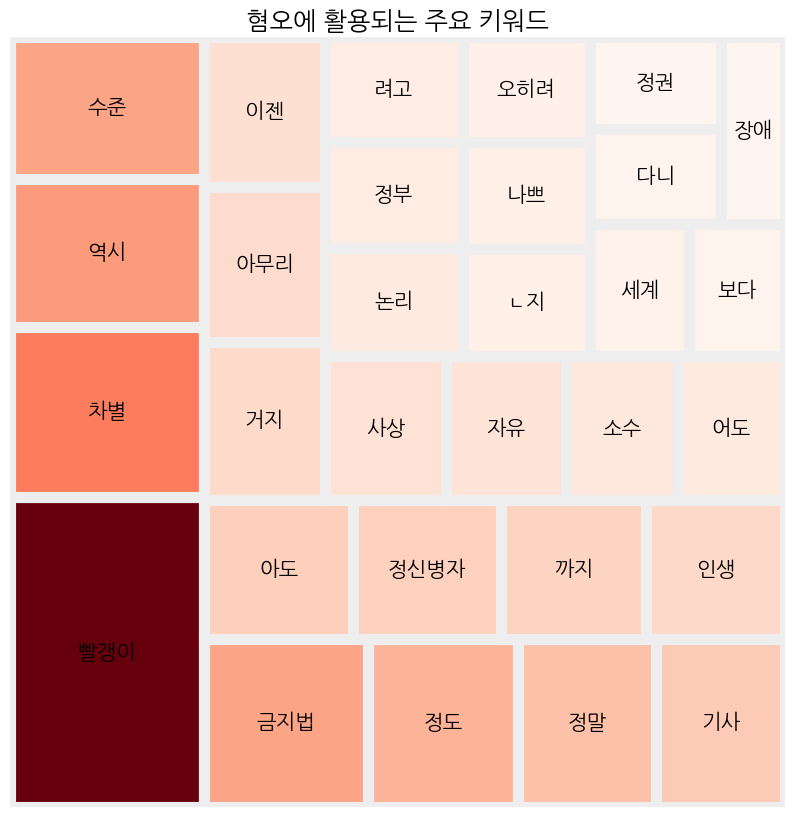 혐오에 활용되는 주요 키워드
수준
이젠
려고
오히려
정권
장애
역시
아무리
정부
나쁘
다니
논리
ㄴ지
세계
보다
차별
거지
사상
자유
소수
어도
빨갱이
아도
정신병자
까지
인생
금지법
정도
정말
기사